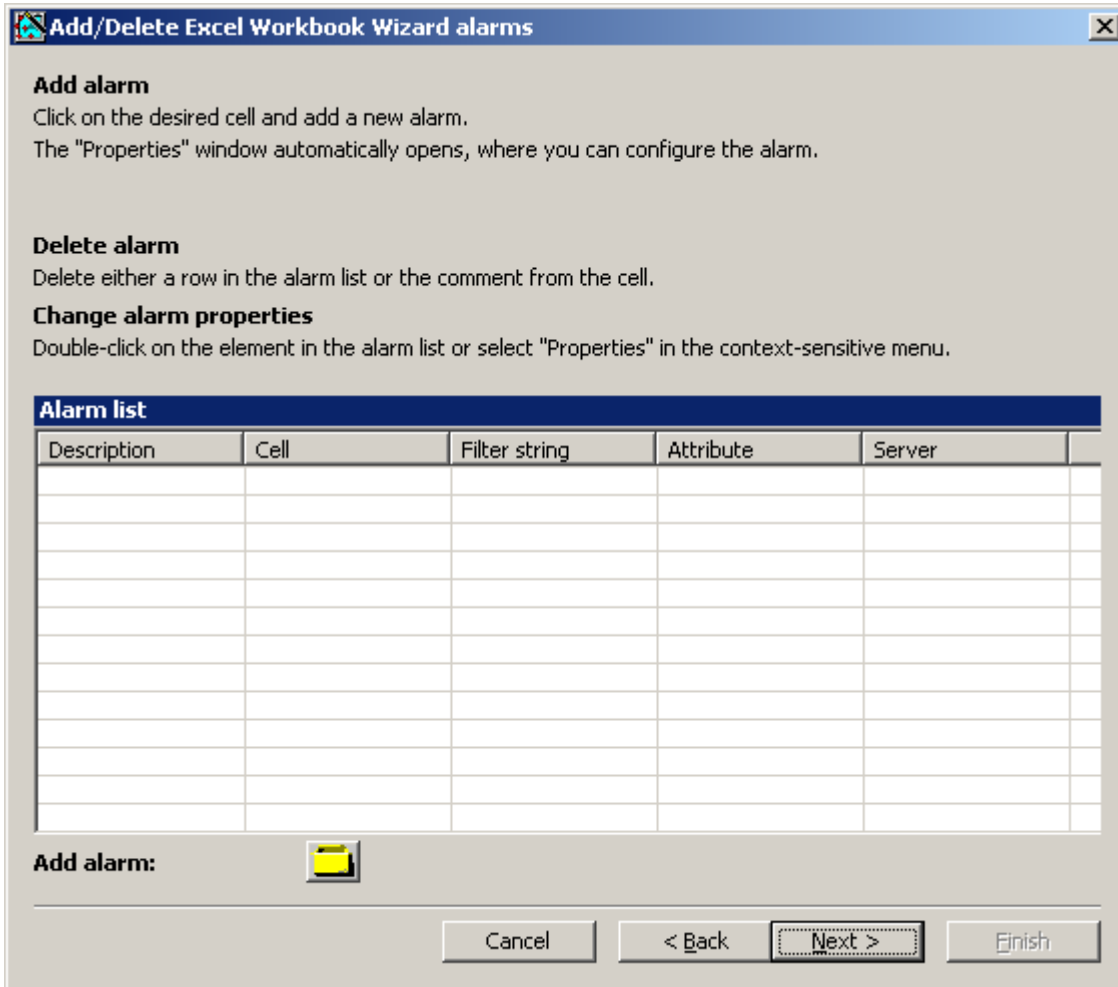 Add/Delete Excel Workbook Wizard alarms
Add alarm
Click on the desired cell and add a new alarm.
The "Properties" window automatically opens, where you can configure the alarm.
Delete alarm
Delete either a row in the alarm list or the comment from the cell.
Change alarm properties
Double-click on the element in the alarm list or select "Properties" in the context-sensitive menu.
Alarm list
Description Cell Filter string Attribute Server
Add alarm:
Cancel < Back Next > Finish